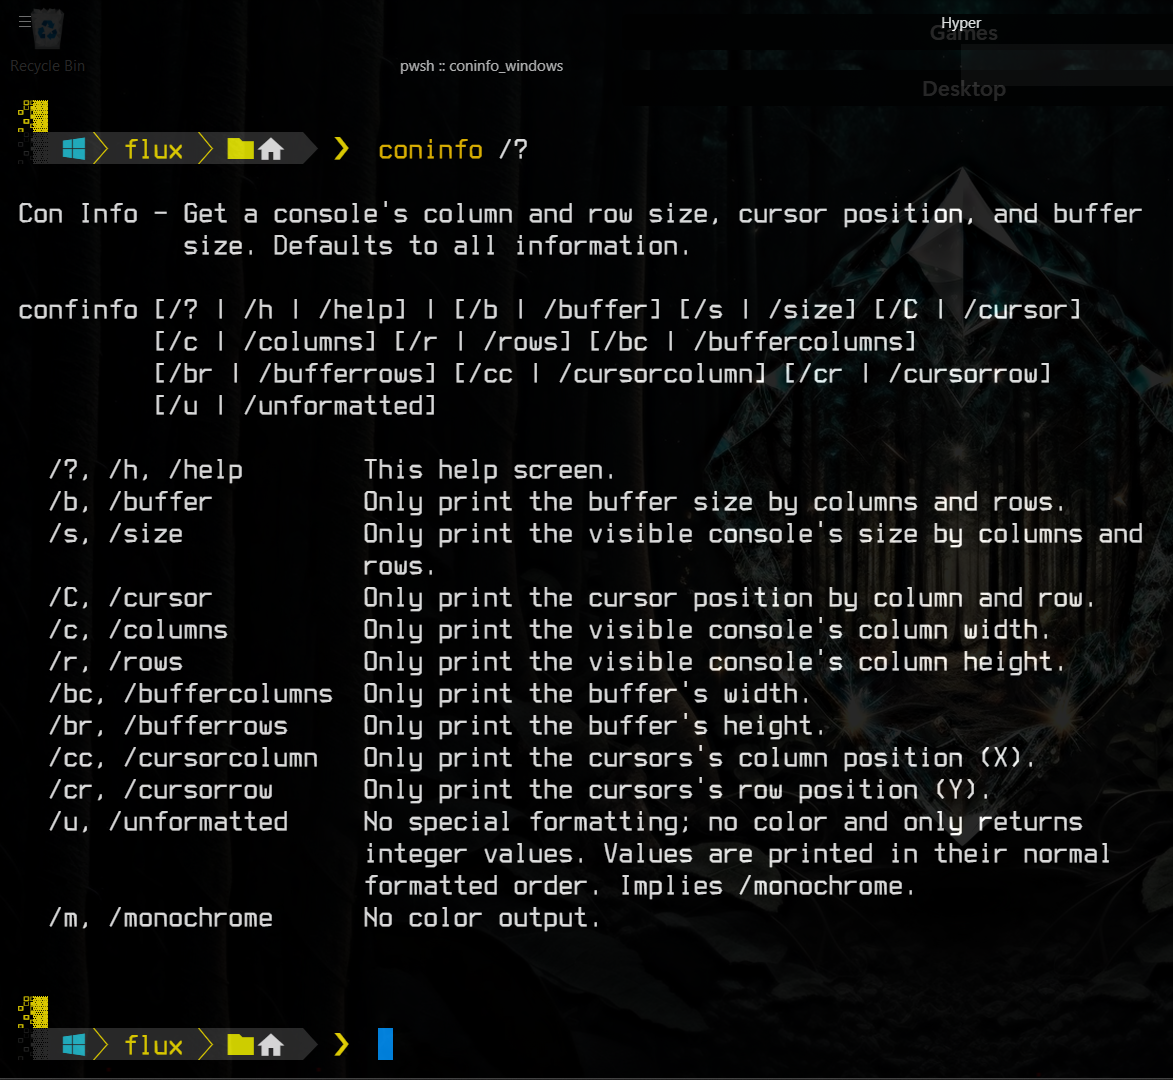 Hyper
Games
Recycle Bin
pwsh :: coninfo_windows
Desktop
flux ❯ coninfo /?
Con Info - Get a console's column and row size, cursor position, and buffer
size. Defaults to all information.
confinfo [/? | /h | /help] | [/b | /buffer] [/s | /size] [/C | /cursor]
[/c | /columns] [/r | /rows] [/bc | /buffercolumns]
[/br | /bufferrows] [/cc | /cursorcolumn] [/cr | /cursorrow]
[/u | /unformatted]
/?, /h, /help This help screen.
/b, /buffer Only print the buffer size by columns and rows.
/s, /size Only print the visible console's size by columns and
rows.
/C, /cursor Only print the cursor position by column and row.
/c, /columns Only print the visible console's column width.
/r, /rows Only print the visible console's column height.
/bc, /buffercolumns Only print the buffer's width.
/br, /bufferrows Only print the buffer's height.
/cc, /cursorcolumn Only print the cursors's column position (X).
/cr, /cursorrow Only print the cursors's row position (Y).
/u, /unformatted No special formatting; no color and only returns
integer values. Values are printed in their normal
formatted order. Implies /monochrome.
/m, /monochrome No color output.
flux ❯